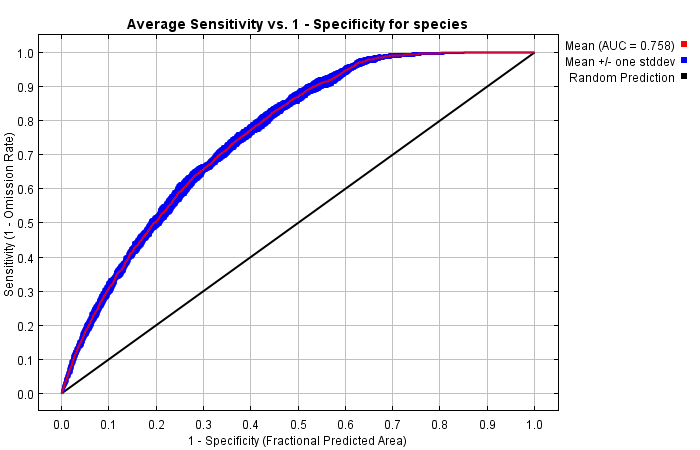 Average Sensitivity vs. 1 - Specificity for species
Mean (AUC = 0.758)
Mean +/- one stddev
Random Prediction
Sensitivity (1 - Omission Rate)
1.0
0.9
0.8
0.7
0.6
0.5
0.4
0.3
0.2
0.1
0.0
0.0 0.1 0.2 0.3 0.4 0.5 0.6 0.7 0.8 0.9 1.0
1 - Specificity (Fractional Predicted Area)